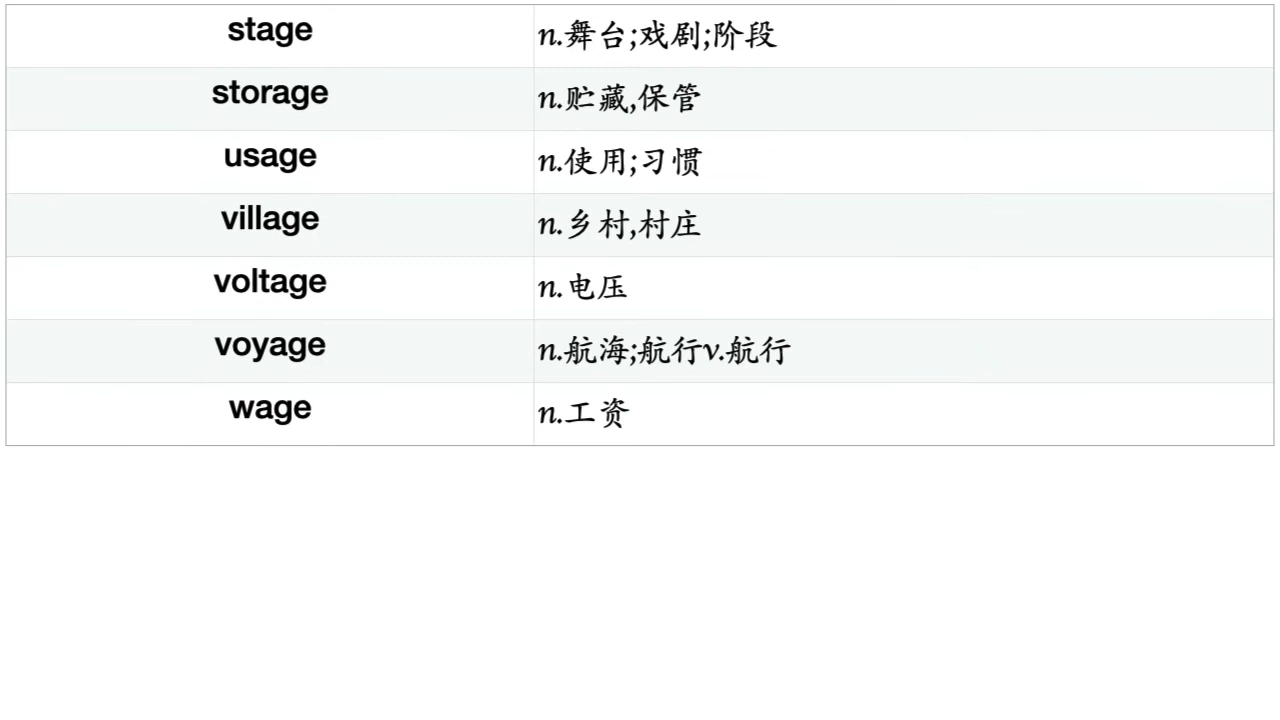 stage n.舞台;戏剧;阶段
storage n.贮藏,保管
usage n.使用;习惯
village n.乡村,村庄
voltage n.电压
voyage n.航海;航行v.航行
wage n.工资